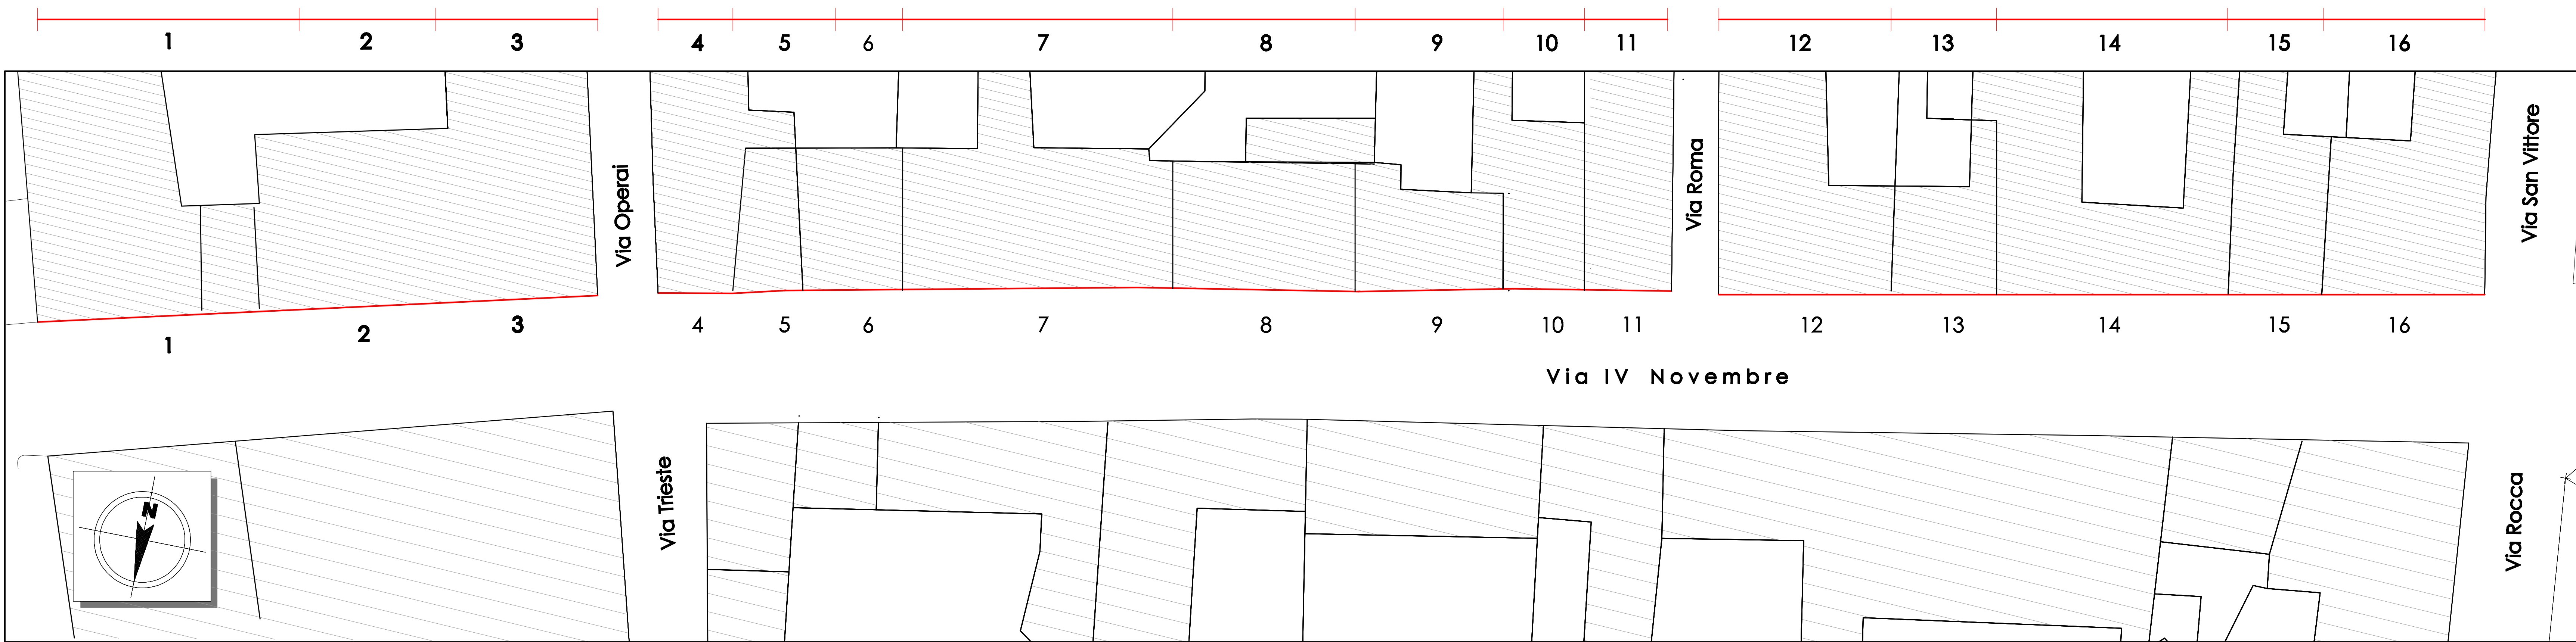 1 2 3 4 5 6 7 8 9 10 11 12 13 14 15 16
Via Operai
Via Roma
Via San Vittore
1 2 3 4 5 6 7 8 9 10 11 12 13 14 15 16
Via IV Novembre
N
Via Trieste
Via Rocca